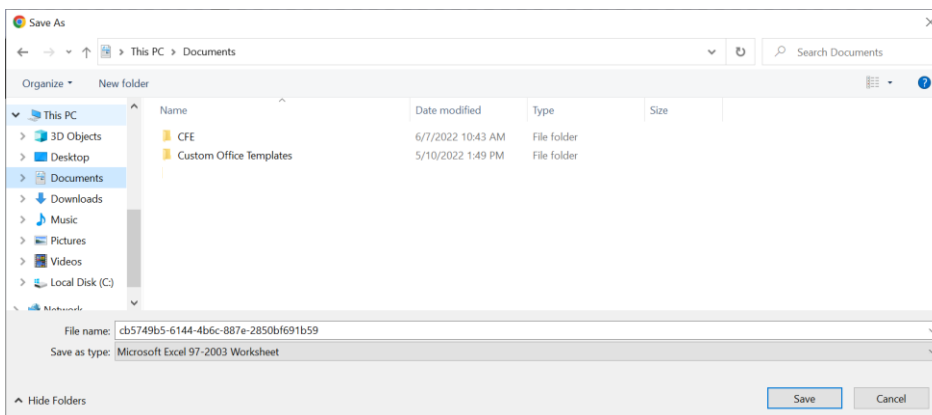 Save As
This PC > Documents
Search Documents
Organize
New folder
Name
Date modified
Type
Size
This PC
3D Objects
Desktop
Documents
Downloads
Music
Pictures
Videos
Local Disk (C:)
Network
CFE 6/7/2022 10:43 AM File folder
Custom Office Templates 5/10/2022 1:49 PM File folder
File name: cb5749b5-6144-4b6c-887e-2850bf691b59
Save as type: Microsoft Excel 97-2003 Worksheet
Hide Folders
Save
Cancel